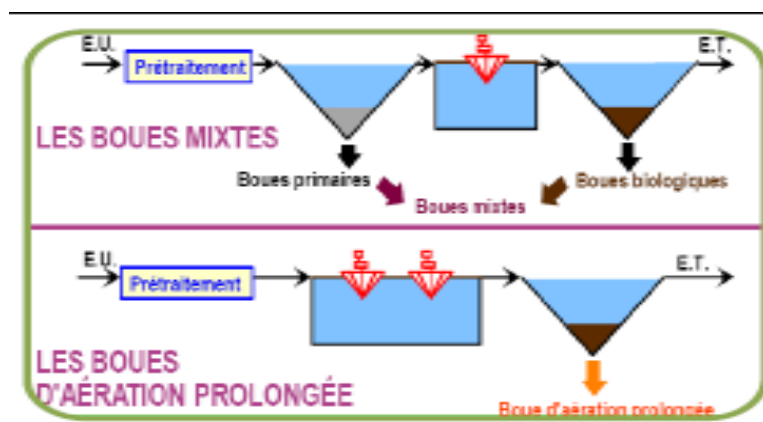 E.U.
E.T.
Prétraitement
LES BOUES MIXTES
Boues primaires
Boues biologiques
Boues mixtes
E.U.
E.T.
Prétraitement
LES BOUES
D'AÉRATION PROLONGÉE
Boue d'aération prolongée